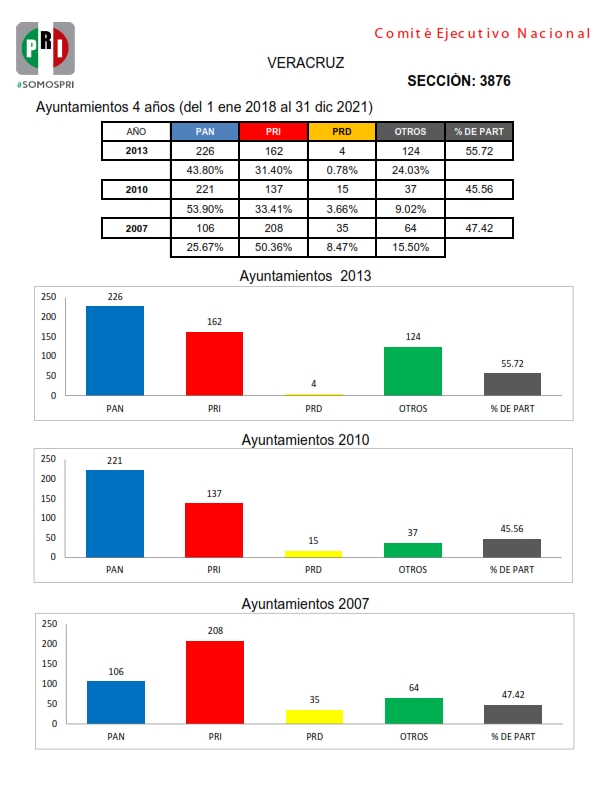 Comité Ejecutivo Nacional
PRI
#SOMOSPRI
VERACRUZ
SECCIÓN: 3876
Ayuntamientos 4 años (del 1 ene 2018 al 31 dic 2021)
AÑO PAN PRI PRD OTROS % DE PART
2013 226 162 4 124 55.72
43.80% 31.40% 0.78% 24.03%
2010 221 137 15 37 45.56
53.90% 33.41% 3.66% 9.02%
2007 106 208 35 64 47.42
25.67% 50.36% 8.47% 15.50%
Ayuntamientos 2013
250
200
150
100
50
0
226
162
4
124
55.72
PAN PRI PRD OTROS % DE PART
Ayuntamientos 2010
250
200
150
100
50
0
221
137
15
37
45.56
PAN PRI PRD OTROS % DE PART
Ayuntamientos 2007
250
200
150
100
50
0
106
208
35
64
47.42
PAN PRI PRD OTROS % DE PART